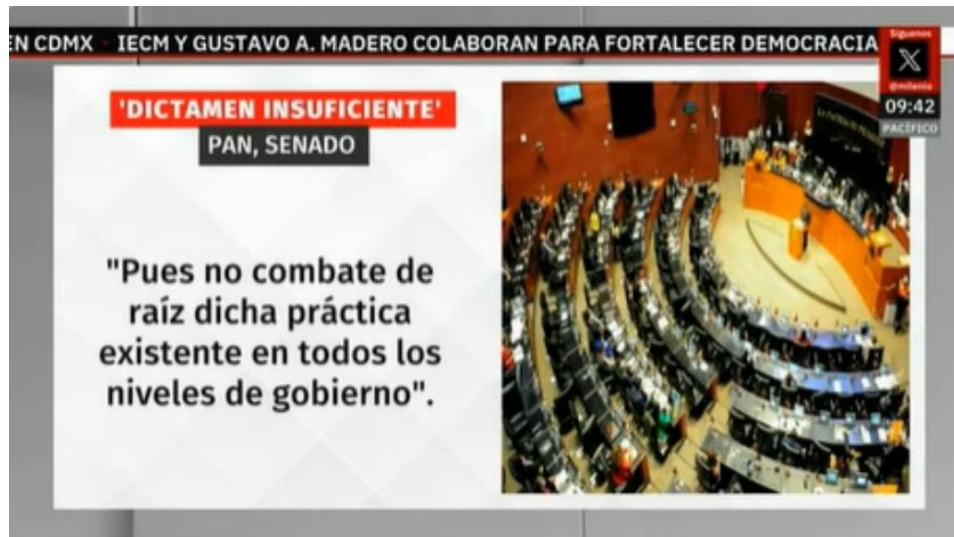 EN CDMX · IECM Y GUSTAVO A. MADERO COLABORAN PARA FORTALECER DEMOCRACIA
Síguenos
X
@milenio
09:42
PACÍFICO
'DICTAMEN INSUFICIENTE'
PAN, SENADO
"Pues no combate de
raíz dicha práctica
existente en todos los
niveles de gobierno".